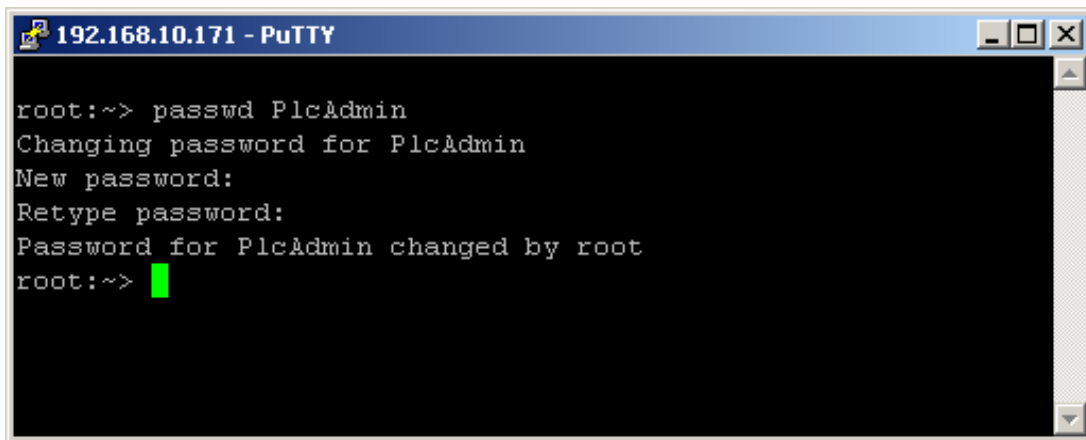 192.168.10.171 - PuTTY
root:~> passwd PlcAdmin
Changing password for PlcAdmin
New password:
Retype password:
Password for PlcAdmin changed by root
root:~>